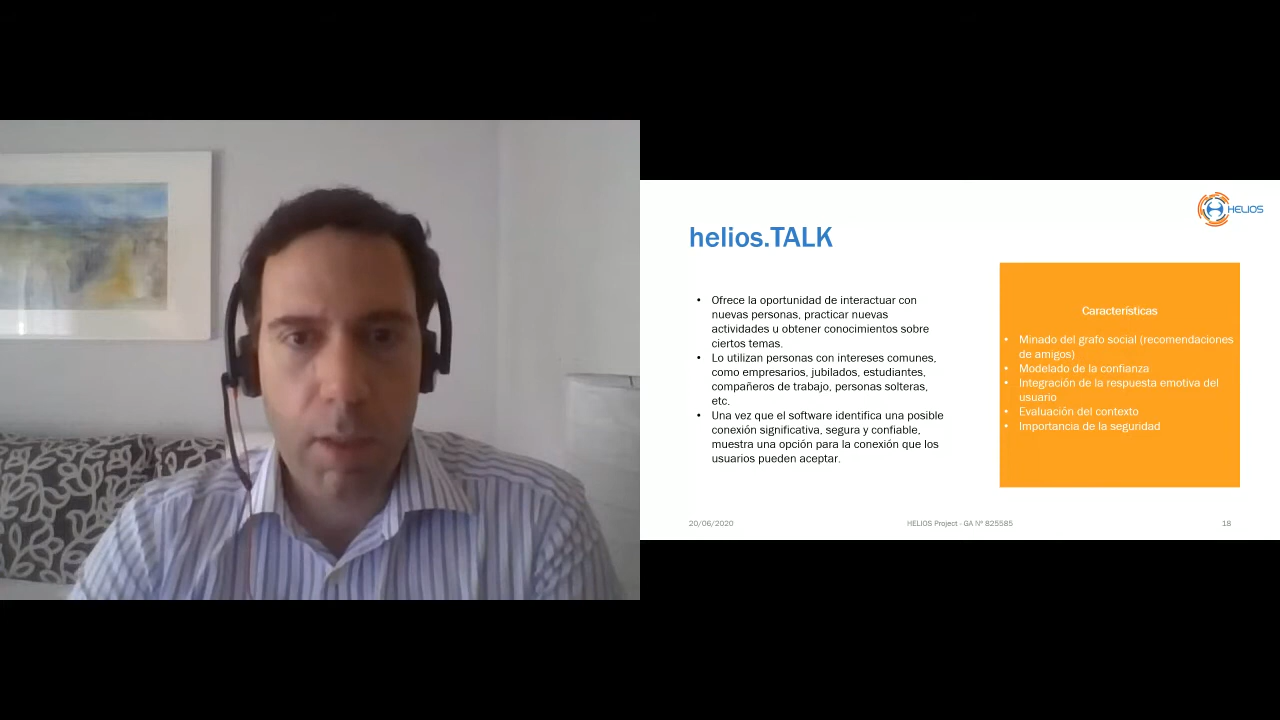 HELIOS
helios.TALK
• Ofrece la oportunidad de interactuar con
nuevas personas, practicar nuevas
actividades u obtener conocimientos sobre
ciertos temas.
• Lo utilizan personas con intereses comunes,
como empresarios, jubilados, estudiantes,
compañeros de trabajo, personas solteras,
etc.
• Una vez que el software identifica una posible
conexión significativa, segura y confiable,
muestra una opción para la conexión que los
usuarios pueden aceptar.
Características
• Minado del grafo social (recomendaciones
de amigos)
• Modelado de la confianza
• Integración de la respuesta emotiva del
usuario
• Evaluación del contexto
• Importancia de la seguridad
20/06/2020
HELIOS Project - GA Nº 825585
18